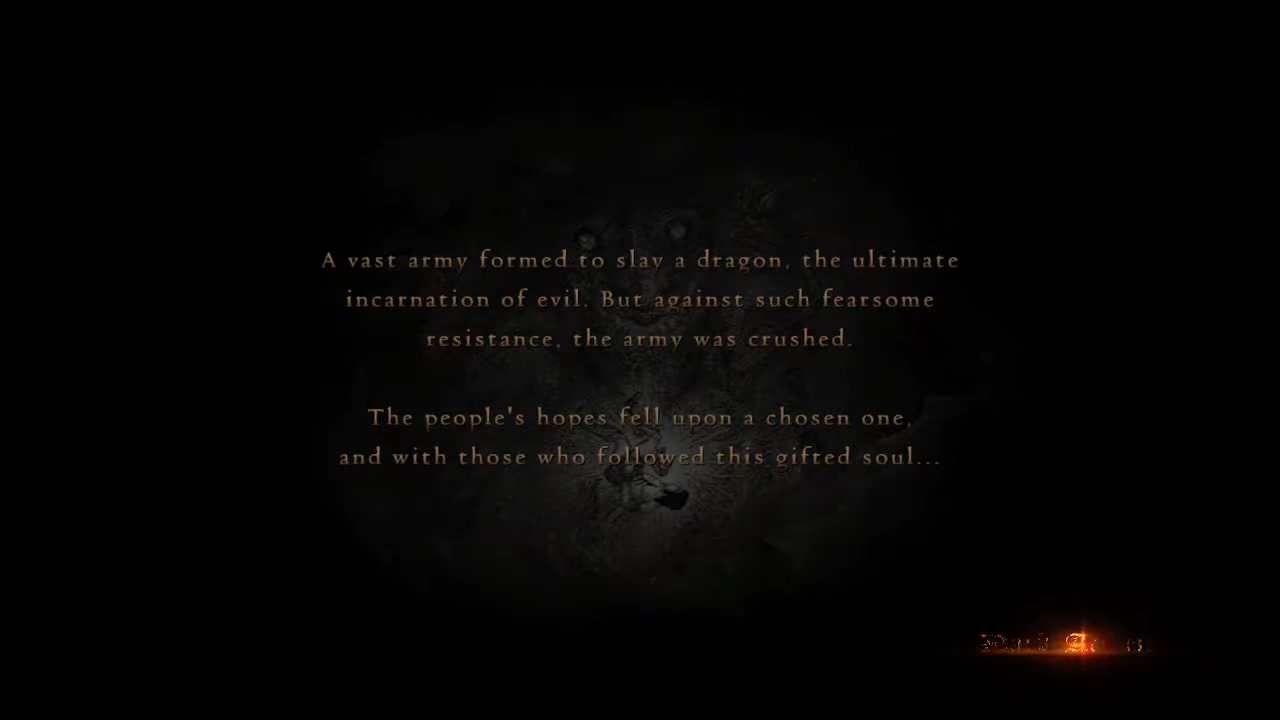 A vast army formed to slay a dragon, the ultimate
incarnation of evil. But against such fearsome
resistance, the army was crushed.
The people's hopes fell upon a chosen one,
and with those who followed this gifted soul...